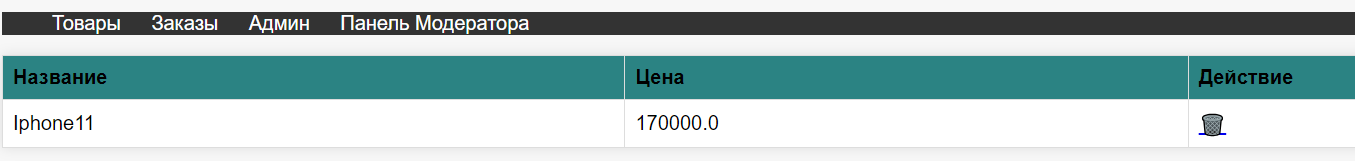 Товары Заказы Админ Панель Модератора
Название Цена Действие
Iphone11 170000.0